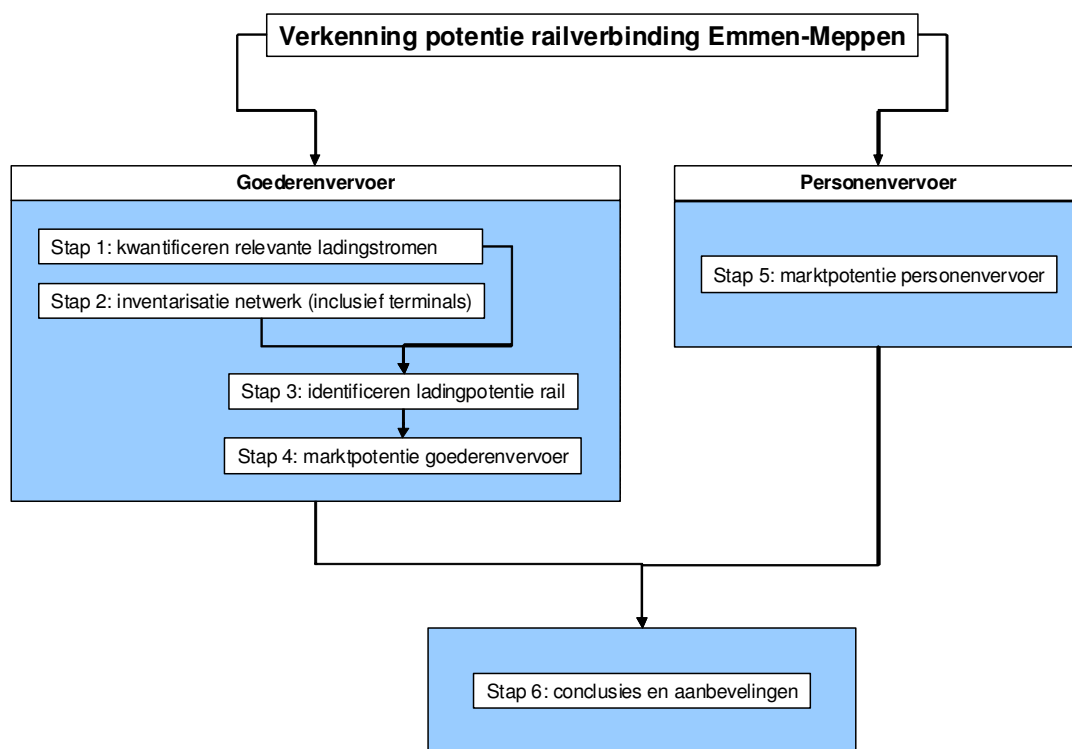 Verkenning potentie railverbinding Emmen-Meppen
Goederenvervoer
Stap 1: kwantificeren relevante ladingstromen
Stap 2: inventarisatie netwerk (inclusief terminals)
Stap 3: identificeren ladingpotentie rail
Stap 4: marktpotentie goederenvervoer
Personenvervoer
Stap 5: marktpotentie personenvervoer
Stap 6: conclusies en aanbevelingen